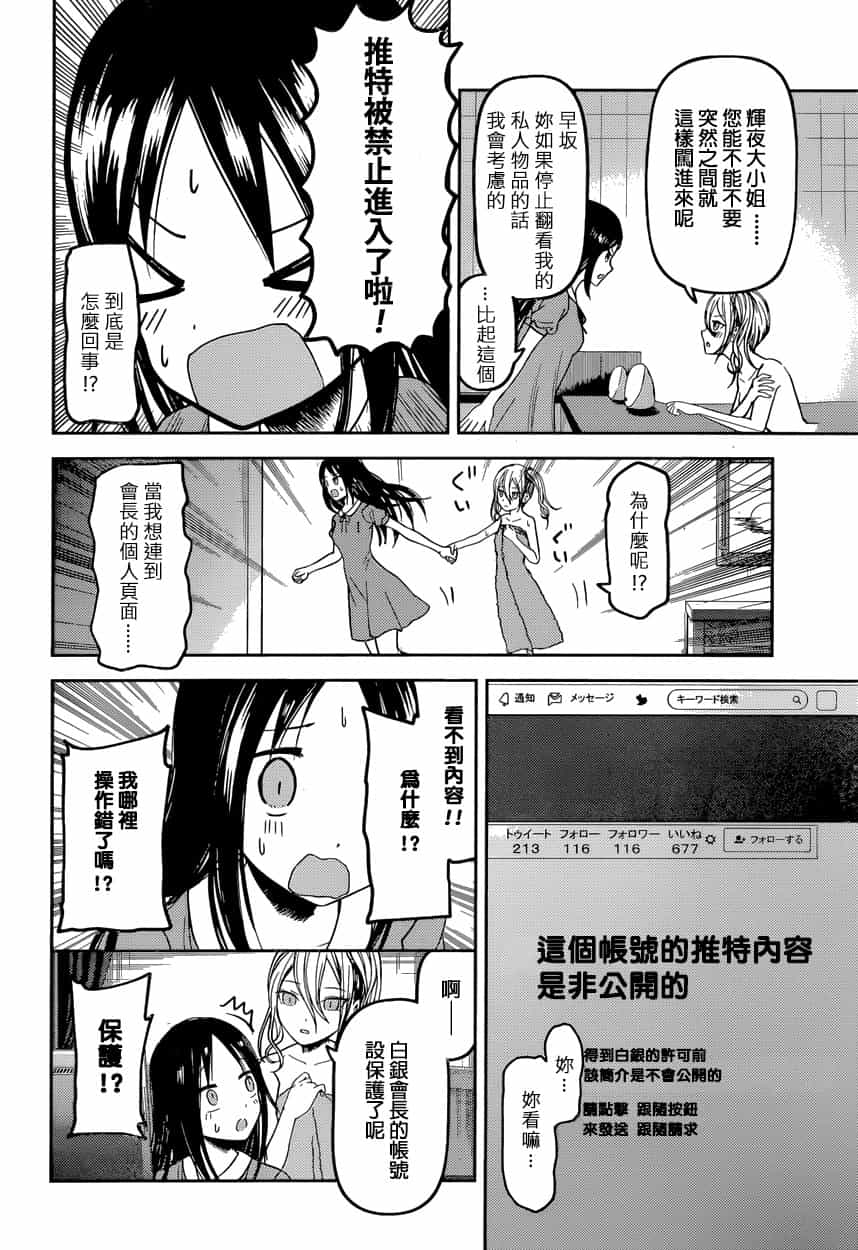 輝夜大小姐……
您能不能不要
突然之間就
這樣闖進來呢
早坂
妳如果停止翻看我的
私人物品的話
我會考慮的
…比起這個
推特被禁止進入了啦！
到底是
怎麼回事!?
為什麼呢!?
ぐい
ぐい
當我想連到
會長的個人頁面……
通知
メッセージ
キーワード検索
トゥイート
フォロー
フォロワー
いいね
213
116
116
677
フォローする
這個帳號的推特內容
是非公開的
得到白銀的許可前
該簡介是不會公開的
請點擊 跟隨按鈕
來發送 跟隨請求
妳…
妳看嘛…
看不到內容!!
為什麼!?
我哪裡
操作錯了嗎!?
啊——
白銀會長的帳號
設保護了呢
保護!?